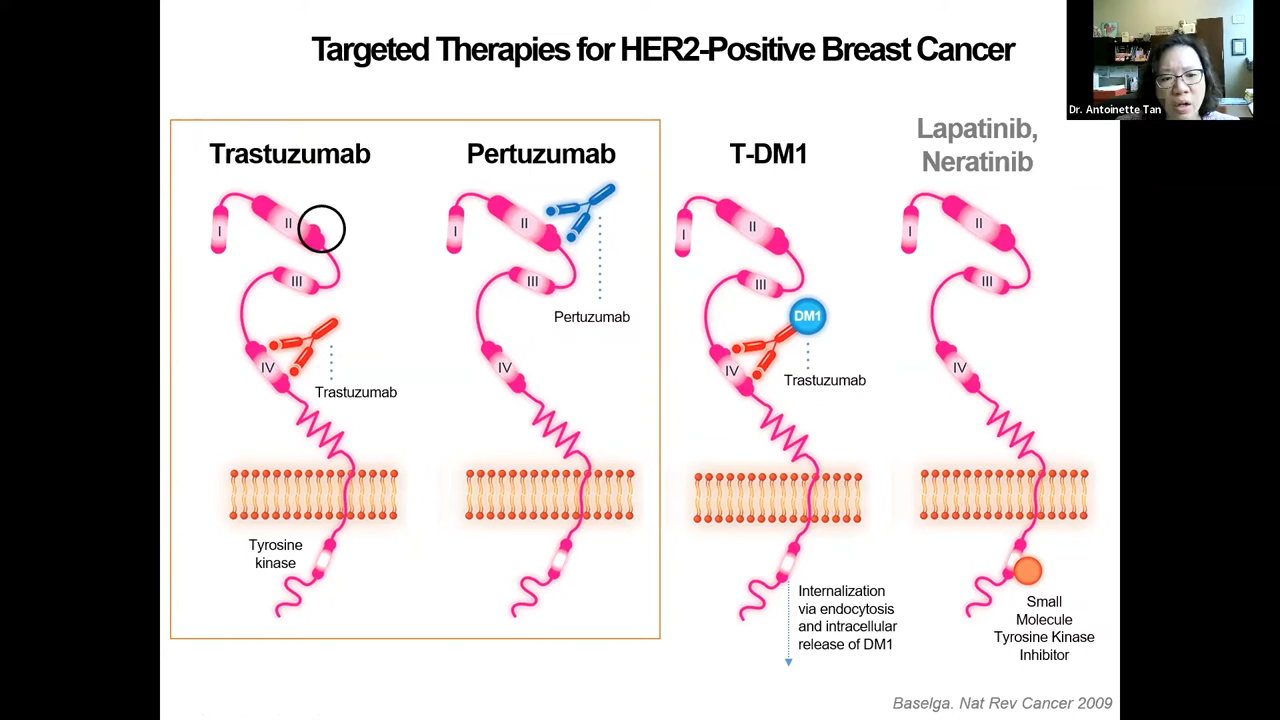 Targeted Therapies for HER2-Positive Breast Cancer
Dr. Antoinette Tan
Trastuzumab
I
II
III
IV
Trastuzumab
Tyrosine
kinase
Pertuzumab
I
II
III
IV
Pertuzumab
T-DM1
I
II
III
IV
DM1
Trastuzumab
Internalization
via endocytosis
and intracellular
release of DM1
Lapatinib,
Neratinib
I
II
III
IV
Small
Molecule
Tyrosine Kinase
Inhibitor
Baselga. Nat Rev Cancer 2009